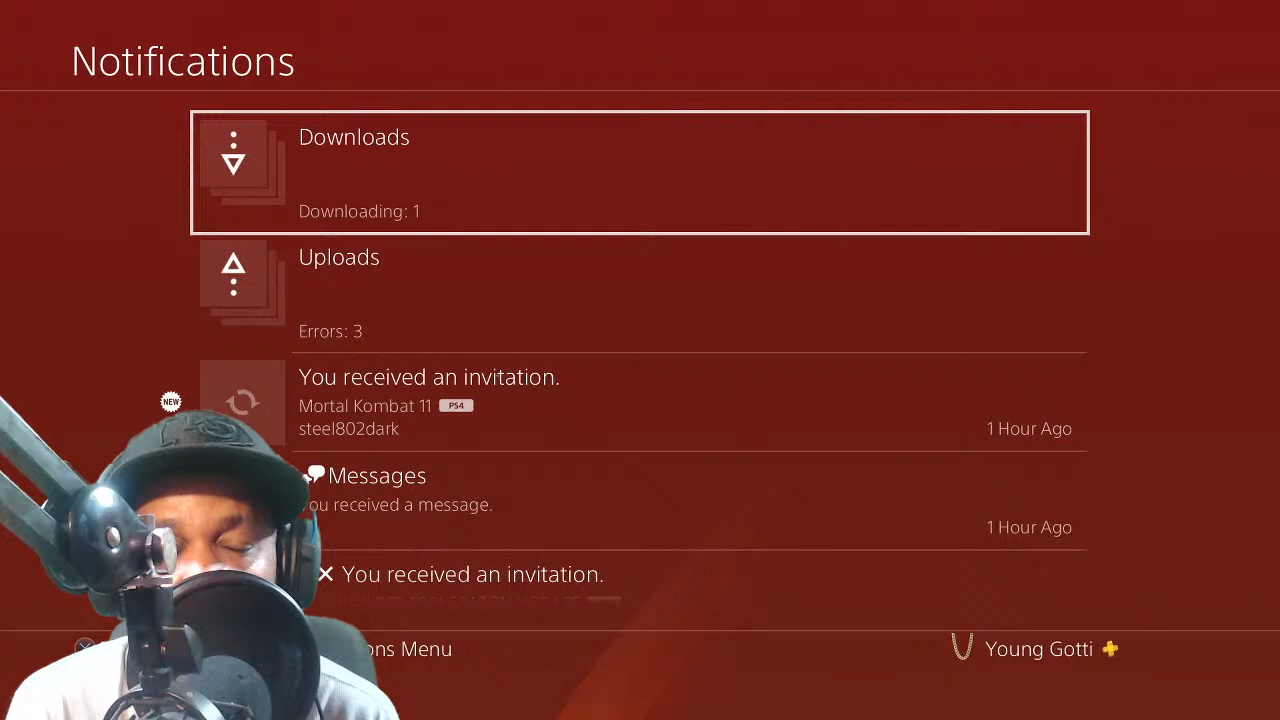 Notifications
Downloads
Downloading: 1
Uploads
Errors: 3
NEW
You received an invitation.
Mortal Kombat 11 PS4
steel802dark
1 Hour Ago
Messages
ou received a message.
1 Hour Ago
You received an invitation.
ons Menu
Young Gotti